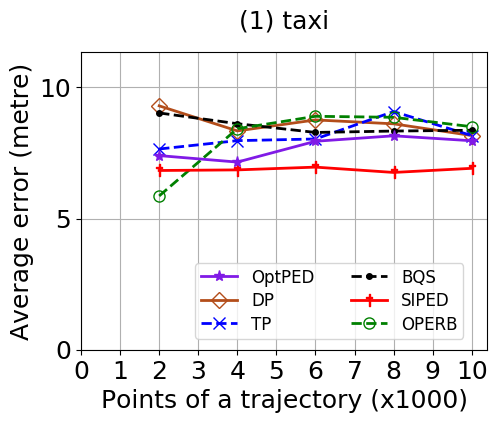 (1) taxi
Average error (metre)
10
5
0
OptPED
DP
TP
BQS
SIPED
OPERB
0 1 2 3 4 5 6 7 8 9 10
Points of a trajectory (x1000)